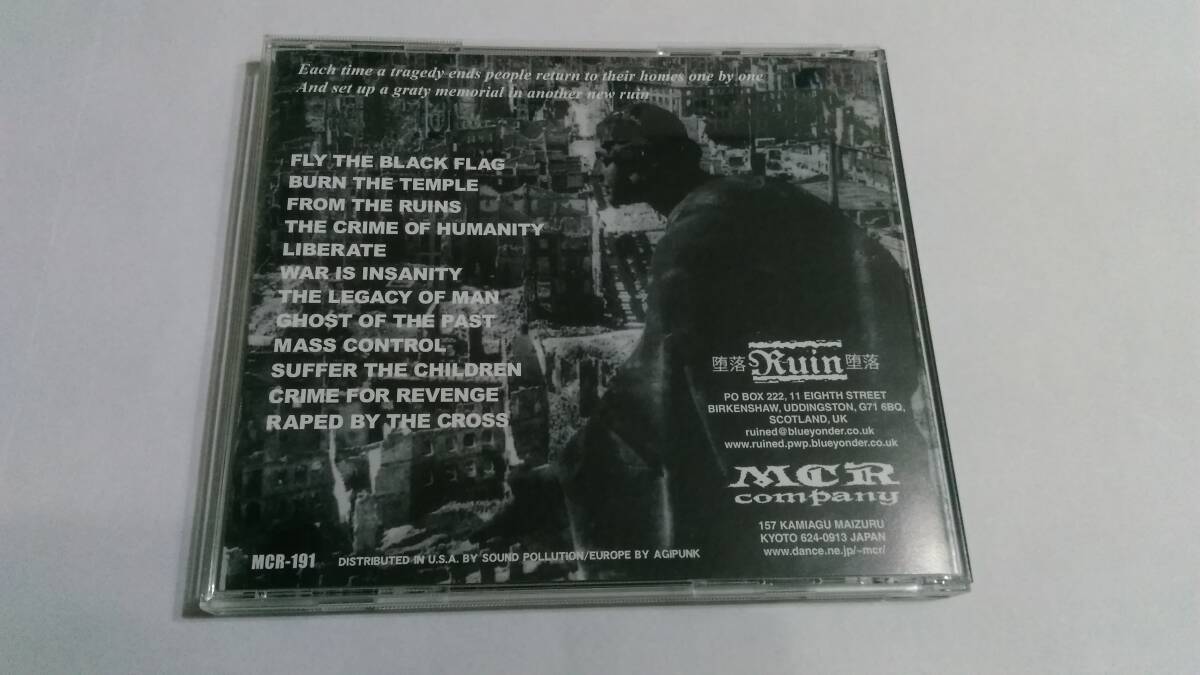 Each time a tragedy ends people return to their homes one by one
And set up a graty memorial in another new ruin
FLY THE BLACK FLAG
BURN THE TEMPLE
FROM THE RUINS
THE CRIME OF HUMANITY
LIBERATE
WAR IS INSANITY
THE LEGACY OF MAN
GHOST OF THE PAST
MASS CONTROL
SUFFER THE CHILDREN
CRIME FOR REVENGE
RAPED BY THE CROSS
堕落 Ruin 堕落
PO BOX 222, 11 EIGHTH STREET
BIRKENSHAW, UDDINGSTON, G71 6BQ,
SCOTLAND, UK
ruined@blueyonder.co.uk
www.ruined.pwp.blueyonder.co.uk
MCR
company
157 KAMIAGU MAIZURU
KYOTO 624-0913 JAPAN
www.dance.ne.jp/~mcr/
MCR-191 DISTRIBUTED IN U.S.A. BY SOUND POLLUTION/EUROPE BY AGIPUNK